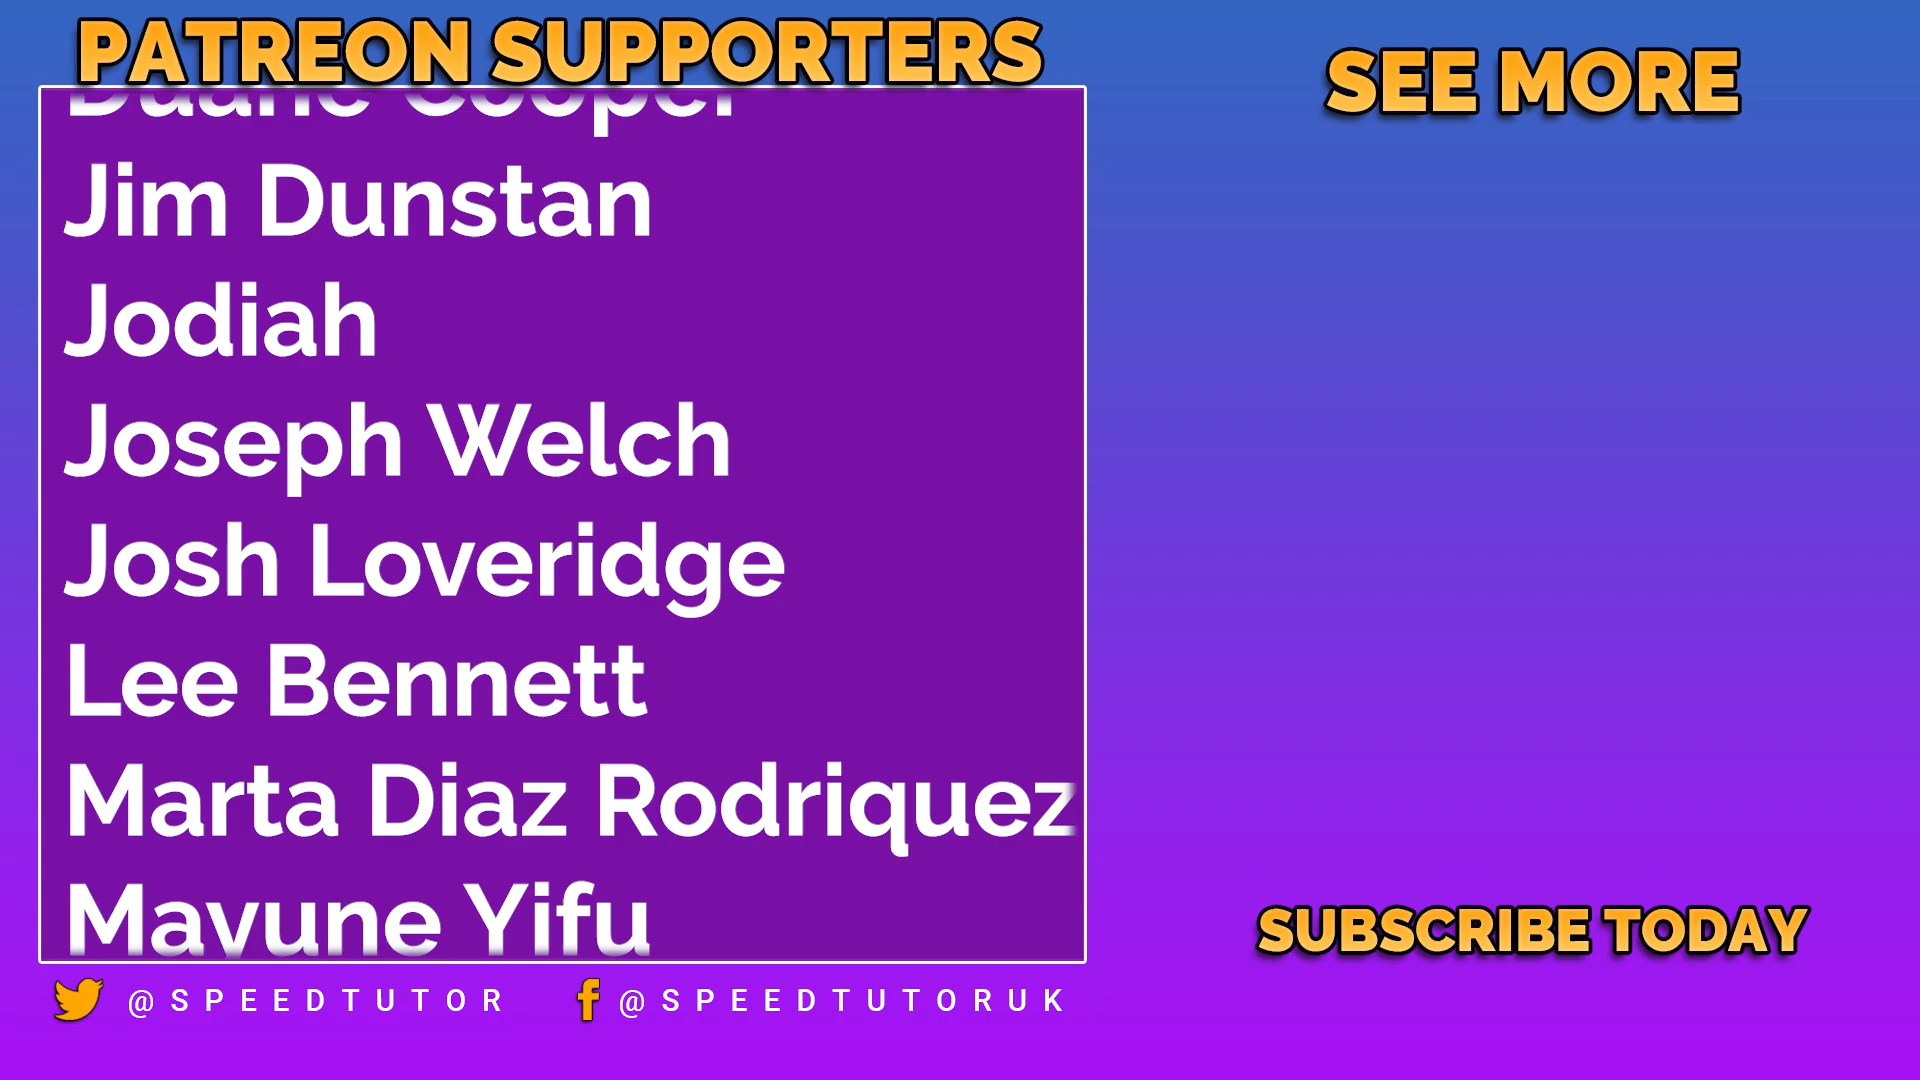 PATREON SUPPORTERS
SEE MORE
Cooper
Jim Dunstan
Jodiah
Joseph Welch
Josh Loveridge
Lee Bennett
Marta Diaz Rodriquez
Yifu
SUBSCRIBE TODAY
@SPEEDTUTOR
@SPEEDTUTORUK